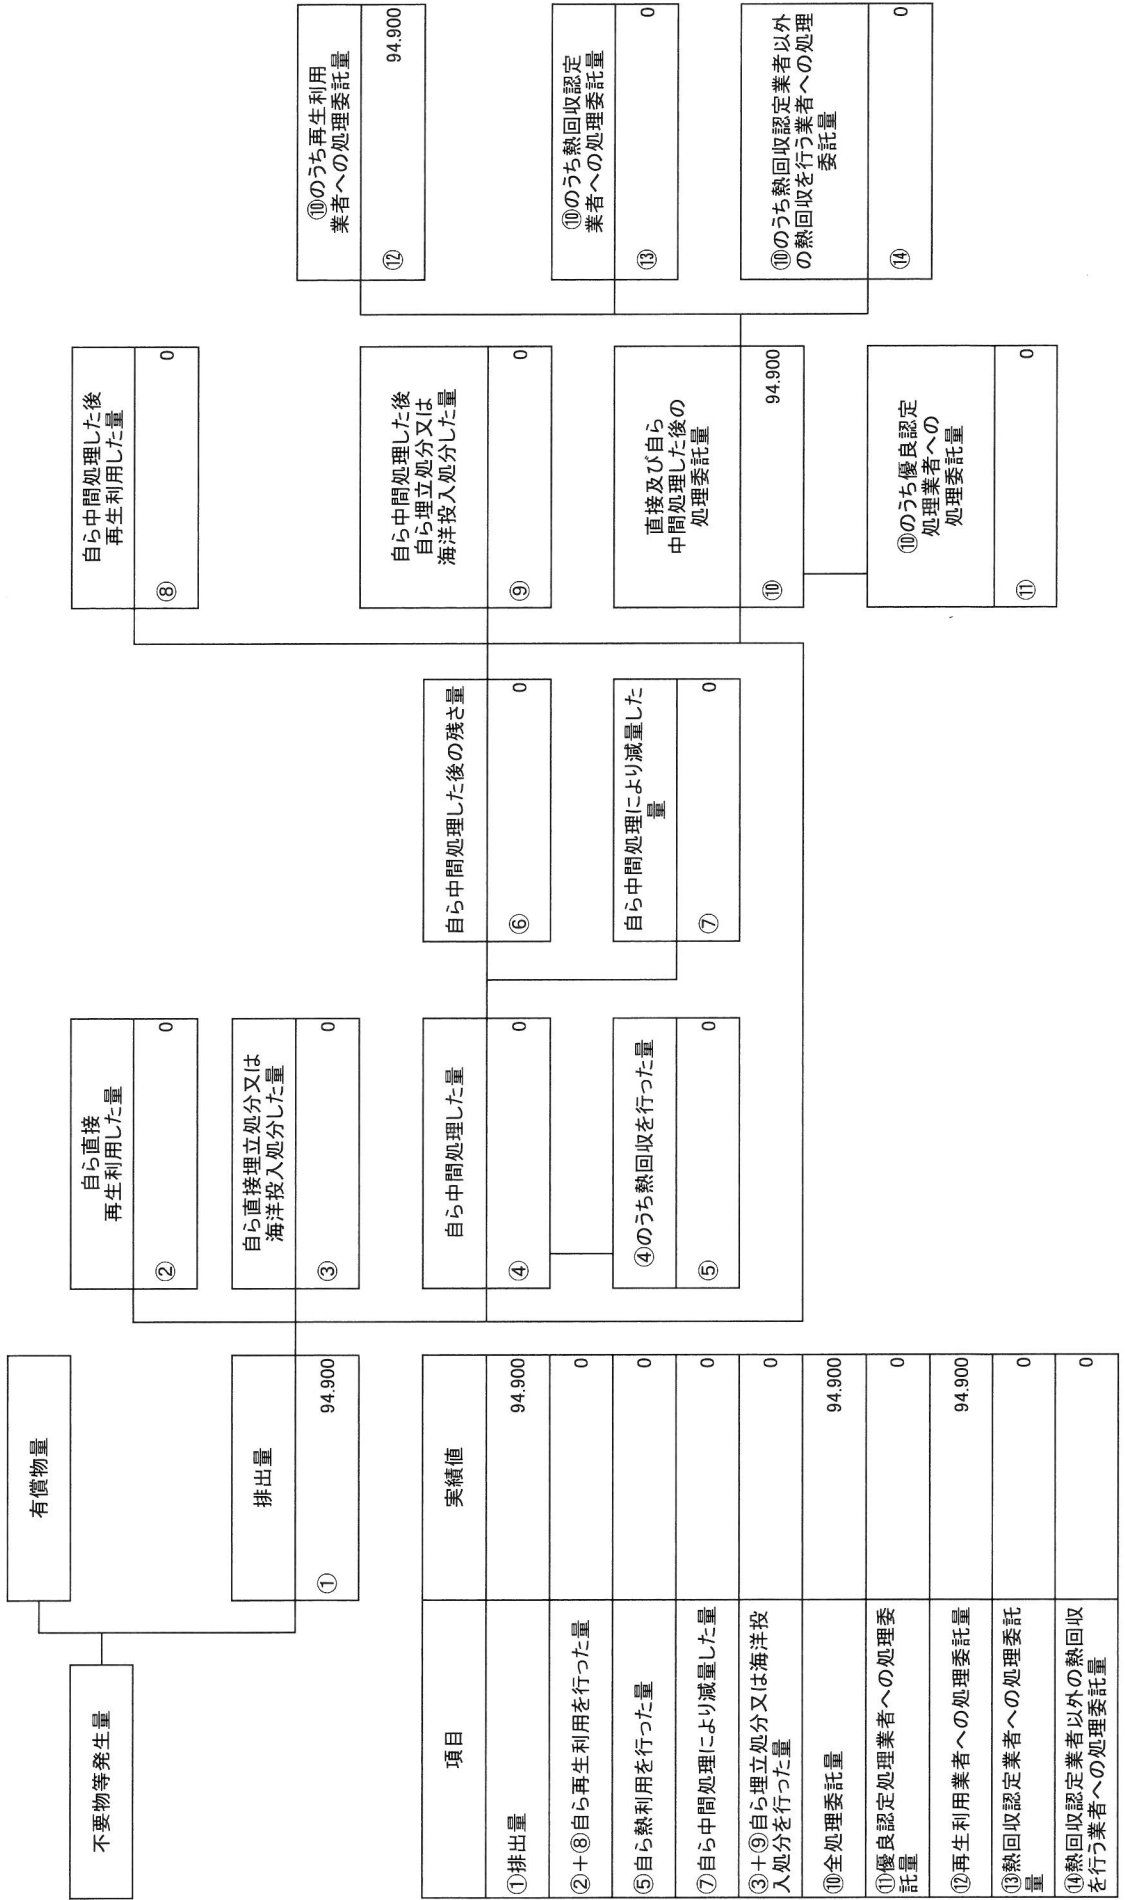 不要物等発生量
有償物量
排出量
① 94.900
自ら直接
再生利用した量
② 0
自ら直接埋立処分又は
海洋投入処分した量
③ 0
自ら中間処理した量
④ 0
④のうち熱回収を行った量
⑤ 0
自ら中間処理した後の残さ量
⑥ 0
自ら中間処理により減量した
量
⑦ 0
自ら中間処理した後
再生利用した量
⑧ 0
自ら中間処理した後
自ら埋立処分又は
海洋投入処分した量
⑨ 0
直接及び自ら
中間処理した後の
処理委託量
⑩ 94.900
⑩のうち優良認定
処理業者への
処理委託量
⑪ 0
⑩のうち再生利用
業者への処理委託量
⑫ 94.900
⑩のうち熱回収認定
業者への処理委託量
⑬ 0
⑩のうち熱回収認定業者以外
の熱回収を行う業者への処理
委託量
⑭ 0
項目 実績値
①排出量 94.900
②+⑧自ら再生利用を行った量 0
⑤自ら熱利用を行った量 0
⑦自ら中間処理により減量した量 0
③+⑨自ら埋立処分又は海洋投
入処分を行った量 0
⑩全処理委託量 94.900
⑪優良認定処理業者への処理委
託量 0
⑫再生利用業者への処理委託量 94.900
⑬熱回収認定業者への処理委託
量 0
⑭熱回収認定業者以外の熱回収
を行う業者への処理委託量 0